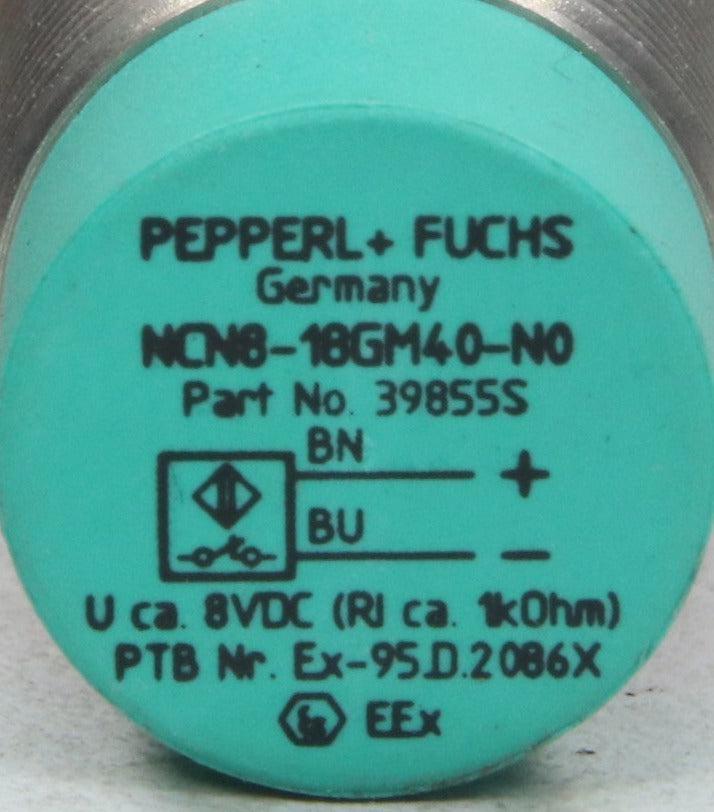 PEPPERL+ FUCHS
Germany
NCN8-18GM40-N0
Part No. 39855S
BN
+
BU
-
U ca. 8VDC (RI ca. 1kOhm)
PTB Nr. Ex-95.D.2086X
εx EEx